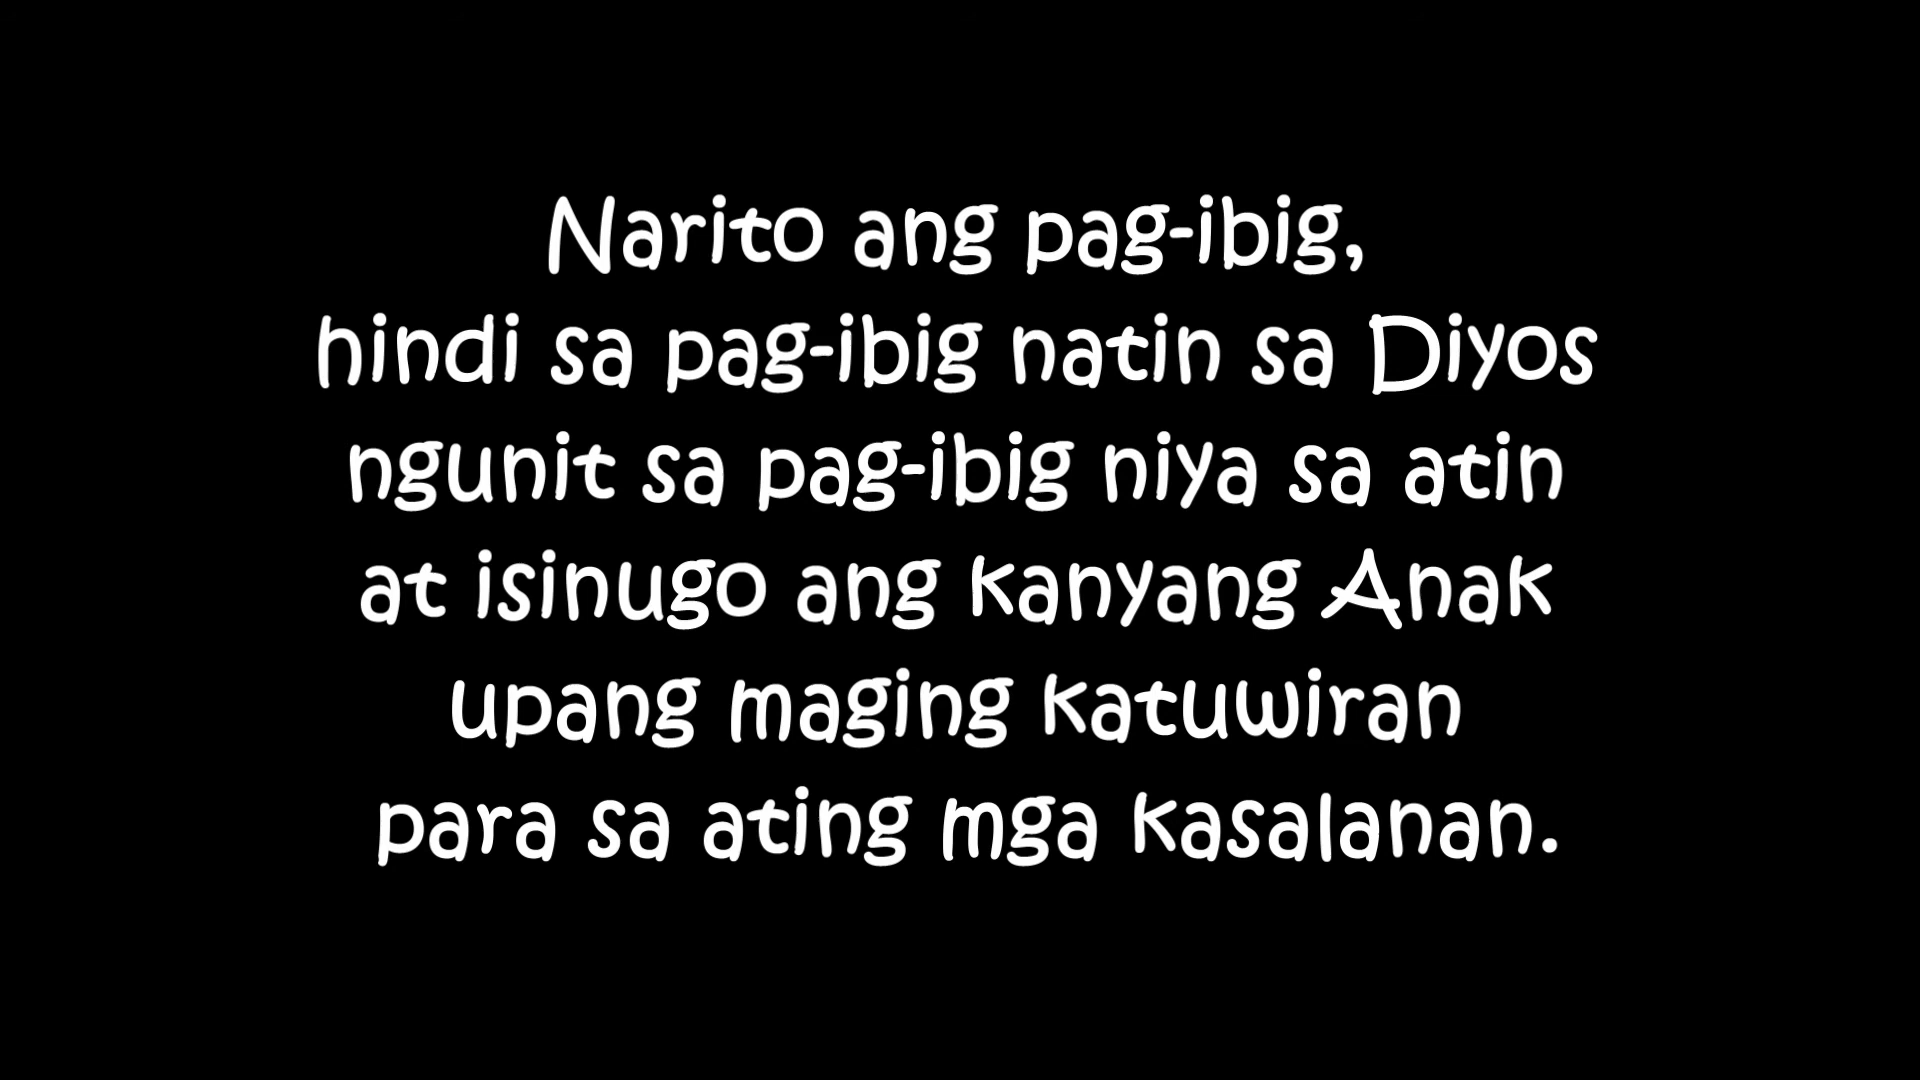 Narito ang pag-ibig,
hindi sa pag-ibig natin sa Diyos
ngunit sa pag-ibig niya sa atin
at isinugo ang kanyang Anak
upang maging katuwiran
para sa ating mga kasalanan.